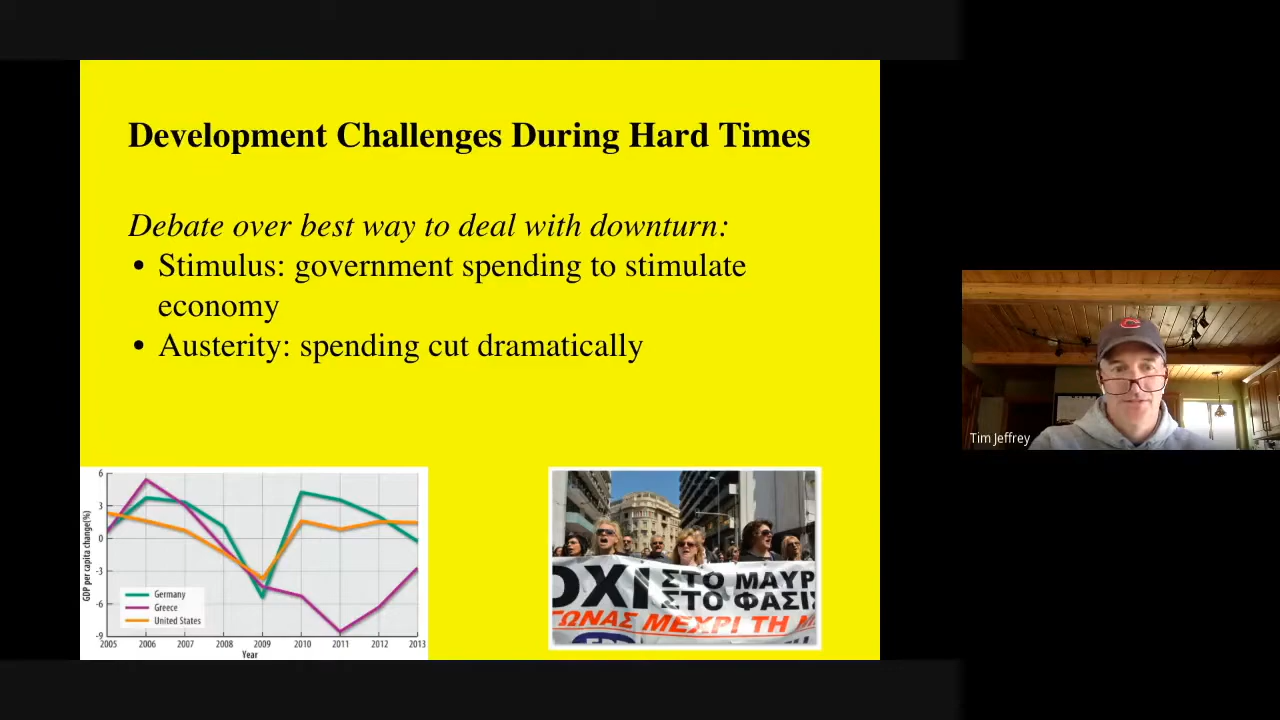 Development Challenges During Hard Times
Debate over best way to deal with downturn:
• Stimulus: government spending to stimulate
economy
• Austerity: spending cut dramatically
6
3
0
-3
-6
-9
GDP per capita change(%)
Germany
Greece
United States
2005 2006 2007 2008 2009 2010 2011 2012 2013
Year
ΟΧΙ ΣΤΟ ΜΑΥΡ
ΣΤΟ ΦΑΣΙ
ΓΩΝΑΣ ΜΕΧΡΙ ΤΗ
Tim Jeffrey